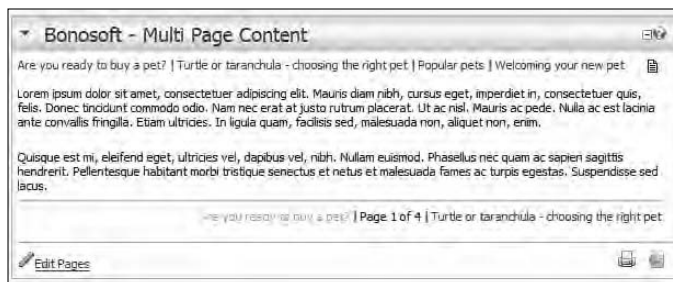 Bonosoft - Multi Page Content
Are you ready to buy a pet? | Turtle or taranchula - choosing the right pet | Popular pets | Welcoming your new pet
Lorem ipsum dolor sit amet, consectetuer adipiscing elit. Mauris diam nibh, cursus eget, imperdiet in, consectetuer quis,
felis. Donec tincidunt commodo odio. Nam nec erat at justo rutrum placerat. Ut ac nisl. Mauris ac pede. Nulla ac est lacinia
ante convallis fringilla. Etiam ultricies. In ligula quam, facilisis sed, malesuada non, aliquet non, enim.
Quisque est mi, eleifend eget, ultricies vel, dapibus vel, nibh. Nullam euismod. Phasellus nec quam ac sapien sagittis
hendrerit. Pellentesque habitant morbi tristique senectus et netus et malesuada fames ac turpis egestas. Suspendisse sed
lacus.
Are you ready to buy a pet? | Page 1 of 4 | Turtle or taranchula - choosing the right pet
Edit Pages